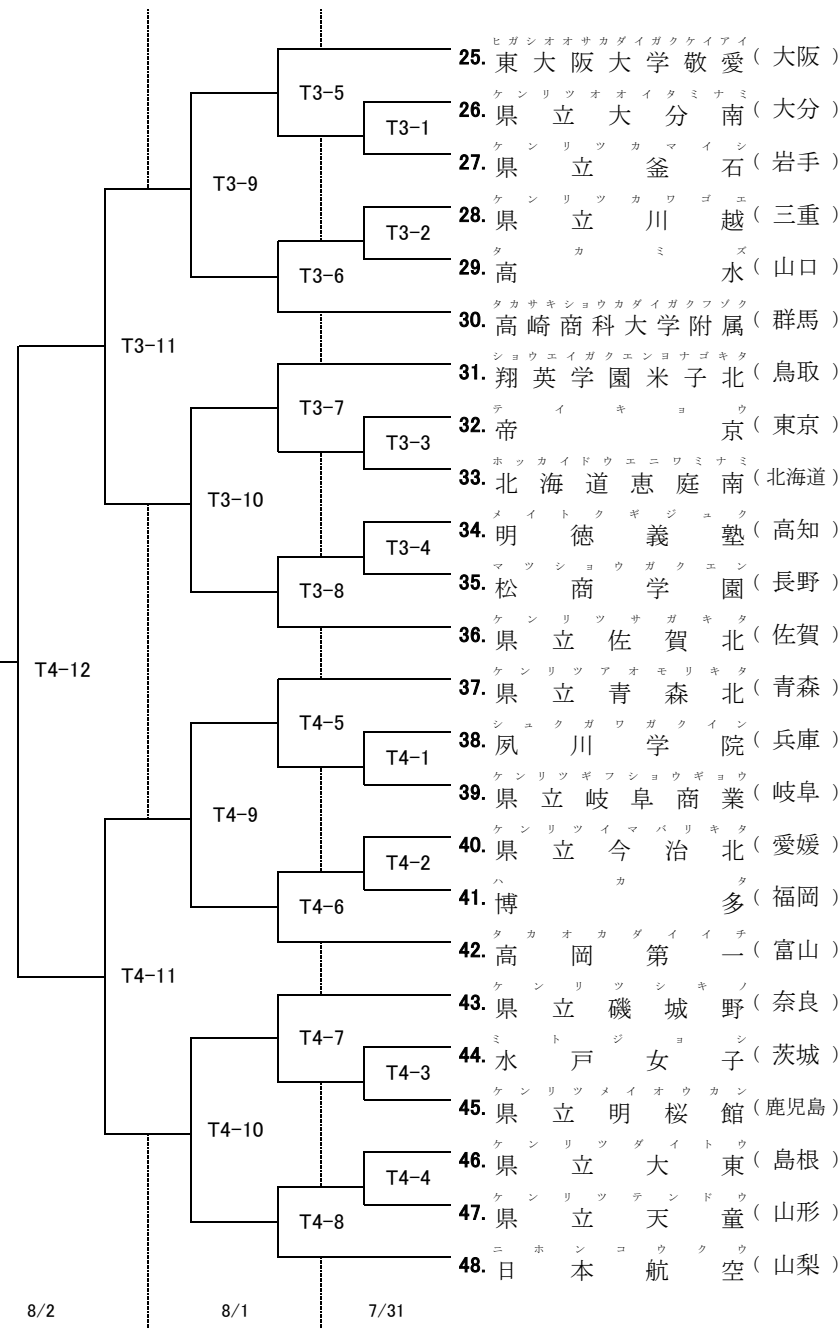 ヒガシオオサカダイガクケイアイ
25. 東大阪大学敬愛 ( 大阪 )
T3-5
ケンリツオオイタミナミ
26. 県立大分南 ( 大分 )
T3-1
ケンリツカマイシ
27. 県立釜石 ( 岩手 )
T3-9
ケンリツカワゴエ
28. 県立川越 ( 三重 )
T3-2
タカミズ
29. 高水 ( 山口 )
T3-6
タカサキショウカダイガクフゾク
30. 高崎商科大学附属 ( 群馬 )
T3-11
ショウエイガクエンヨナゴキタ
31. 翔英学園米子北 ( 鳥取 )
T3-7
テイキョウ
32. 帝京 ( 東京 )
T3-3
ホッカイドウエニワミナミ
33. 北海道恵庭南 ( 北海道 )
T3-10
メイトクギジュク
34. 明徳義塾 ( 高知 )
T3-4
マツショウガクエン
35. 松商学園 ( 長野 )
T3-8
ケンリツサガキタ
36. 県立佐賀北 ( 佐賀 )
T4-12
ケンリツアオモリキタ
37. 県立青森北 ( 青森 )
T4-5
シュクガワガクイン
38. 夙川学院 ( 兵庫 )
T4-1
ケンリツギフショウギョウ
39. 県立岐阜商業 ( 岐阜 )
T4-9
ケンリツイマバリキタ
40. 県立今治北 ( 愛媛 )
T4-2
ハカタ
41. 博多 ( 福岡 )
T4-6
タカオカダイイチ
42. 高岡第一 ( 富山 )
T4-11
ケンリツシキノ
43. 県立磯城野 ( 奈良 )
T4-7
ミトジョシ
44. 水戸女子 ( 茨城 )
T4-3
ケンリツメイオウカン
45. 県立明桜館 ( 鹿児島 )
T4-10
ケンリツダイトウ
46. 県立大東 ( 島根 )
T4-4
ケンリツテンドウ
47. 県立天童 ( 山形 )
T4-8
ニホンコウクウ
48. 日本航空 ( 山梨 )
8/2 8/1 7/31